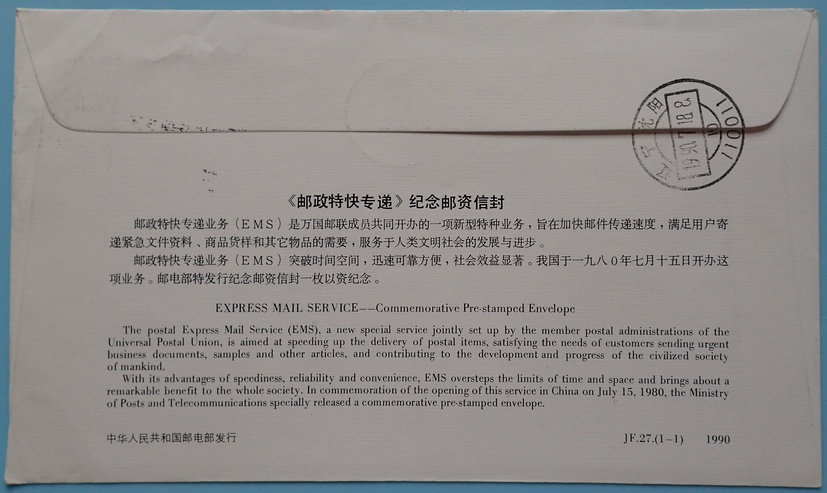 辽宁沈阳
110011
01
《邮政特快专递》纪念邮资信封
邮政特快专递业务（EMS）是万国邮联成员共同开办的一项新型特种业务，旨在加快邮件传递速度，满足用户寄
递紧急文件资料、商品货样和其它物品的需要，服务于人类文明社会的发展与进步。
邮政特快专递业务（EMS）突破时间空间，迅速可靠方便，社会效益显著。我国于一九八〇年七月十五日开办这
项业务。邮电部特发行纪念邮资信封一枚以资纪念。
EXPRESS MAIL SERVICE——Commemorative Pre-stamped Envelope
The postal Express Mail Service (EMS), a new special service jointly set up by the member postal administrations of the
Universal Postal Union, is aimed at speeding up the delivery of postal items, satisfying the needs of customers sending urgent
business documents, samples and other articles, and contributing to the development and progress of the civilized society
of mankind.
With its advantages of speediness, reliability and convenience, EMS oversteps the limits of time and space and brings about a
remarkable benefit to the whole society. In commemoration of the opening of this service in China on July 15, 1980, the Ministry
of Posts and Telecommunications specially released a commemorative pre-stamped envelope.
中华人民共和国邮电部发行
JF.27.(1-1) 1990